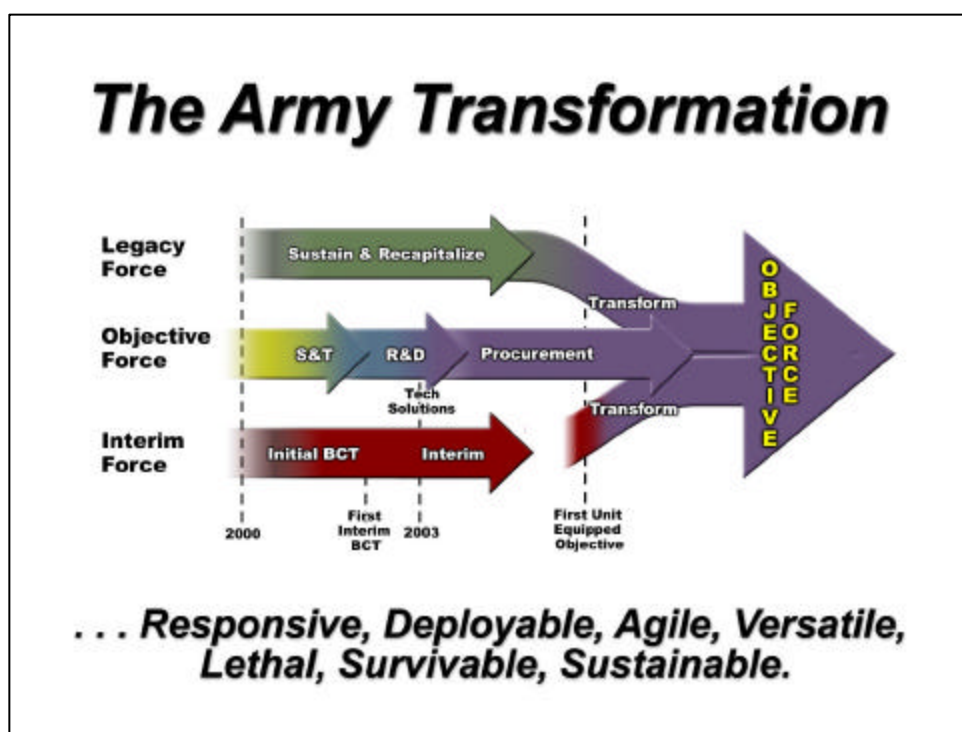 The Army Transformation
Legacy
Force
Sustain & Recapitalize
Transform
Objective
Force
S&T
R&D
Procurement
Tech
Solutions
Transform
Interim
Force
Initial BCT
Interim
OBJECTIVE
FORCE
2000
First
Interim
BCT
2003
First Unit
Equipped
Objective
. . . Responsive, Deployable, Agile, Versatile,
Lethal, Survivable, Sustainable.